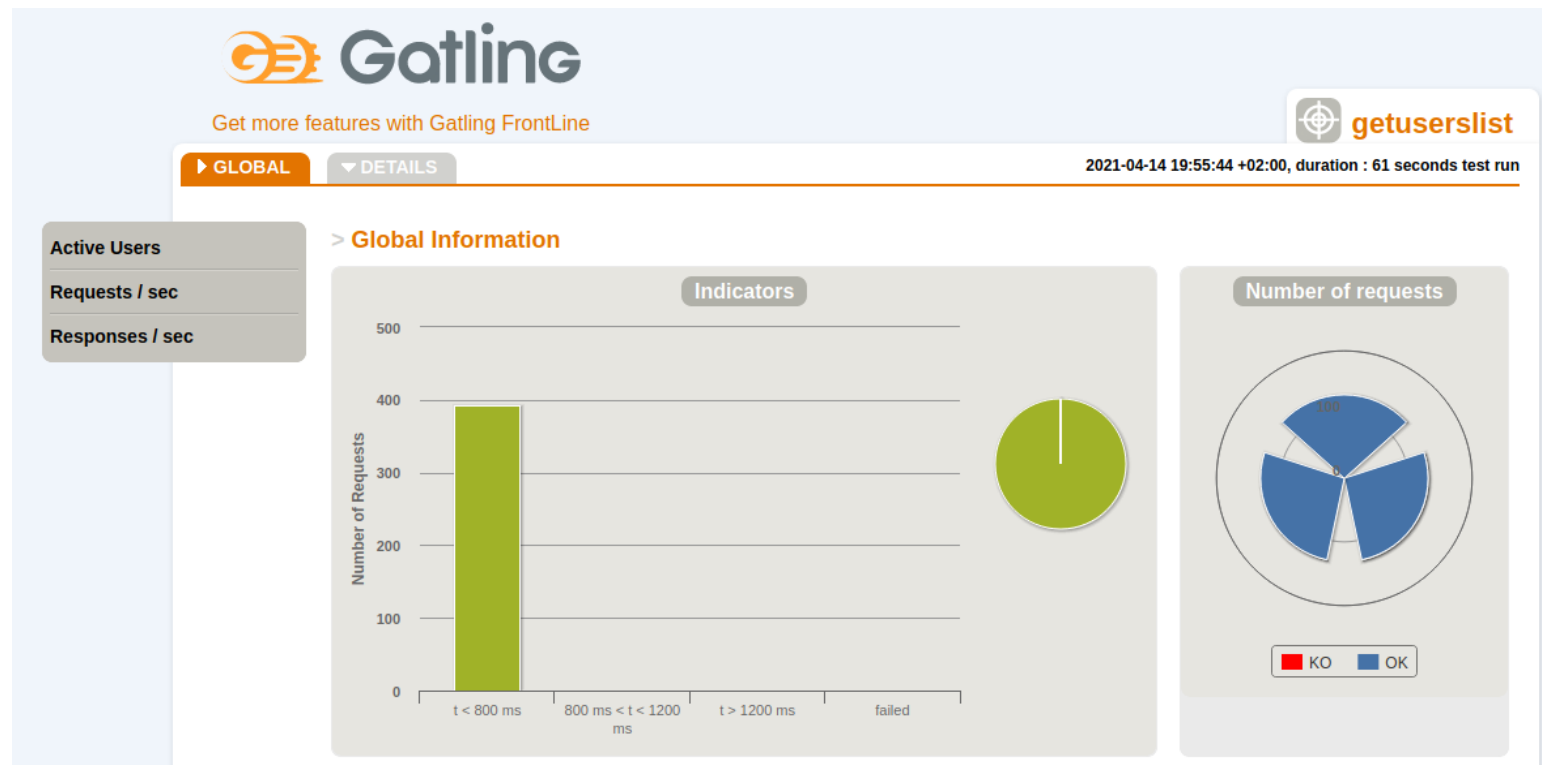 Gatling
Get more features with Gatling FrontLine
getuserslist
GLOBAL
DETAILS
2021-04-14 19:55:44 +02:00, duration : 61 seconds test run
Active Users
Requests / sec
Responses / sec
> Global Information
Indicators
500
400
300
200
100
0
Number of Requests
t < 800 ms
800 ms < t < 1200
ms
t > 1200 ms
failed
Number of requests
100
0
KO
OK